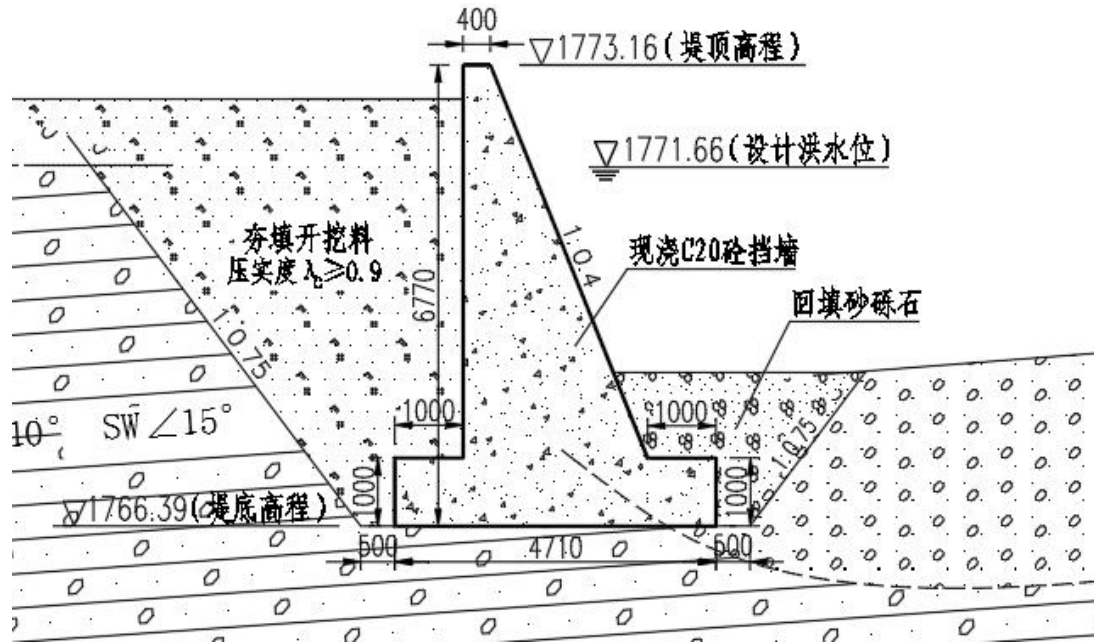 400
1773.16(堤顶高程)
1771.66(设计洪水位)
夯填开挖料
压实度λc≥0.9
6770
1:0.4
现浇C20砼挡墙
回填砂砾石
1:0.75
1000
1000
10° SW∠15°
1:0.75
1000
1000
1766.39(堤底高程)
500
4710
500